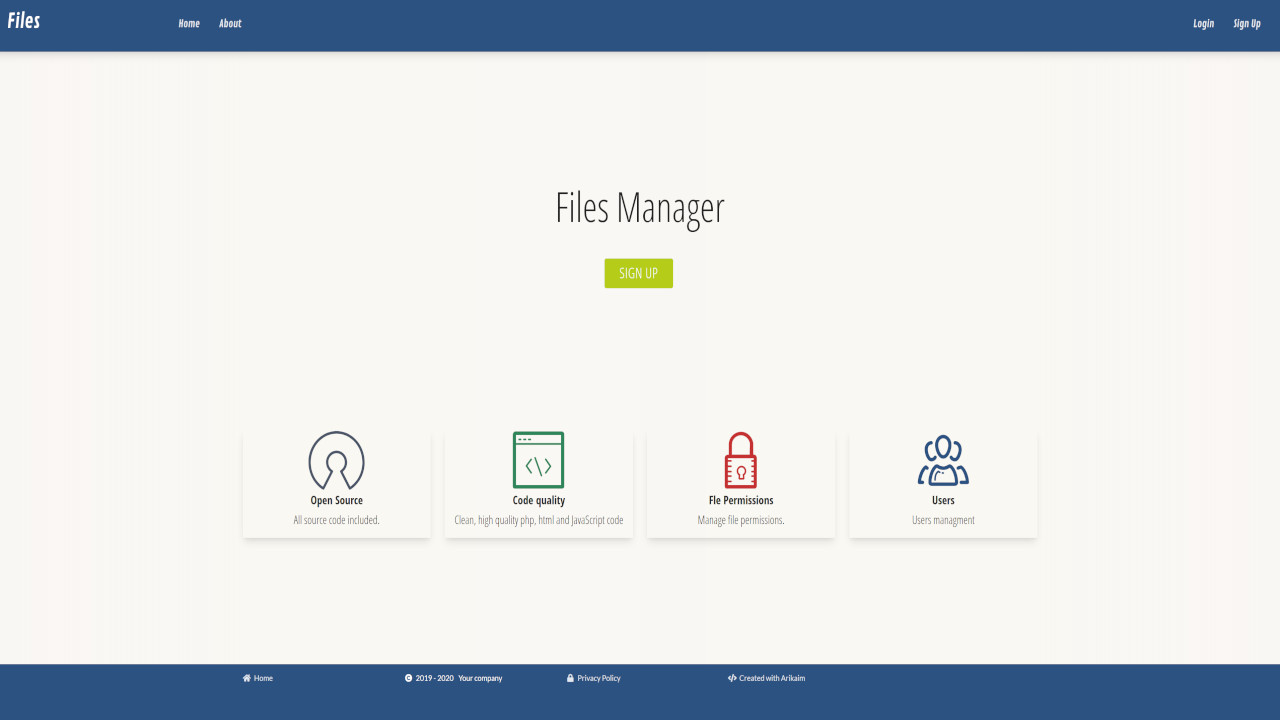 Files Home About Login Sign Up
Files Manager
SIGN UP
Open Source
All source code included.
Code quality
Clean, high quality php, html and JavaScript code
Fle Permissions
Manage file permissions.
Users
Users managment
Home 2019 - 2020 Your company Privacy Policy Created with Arikaim